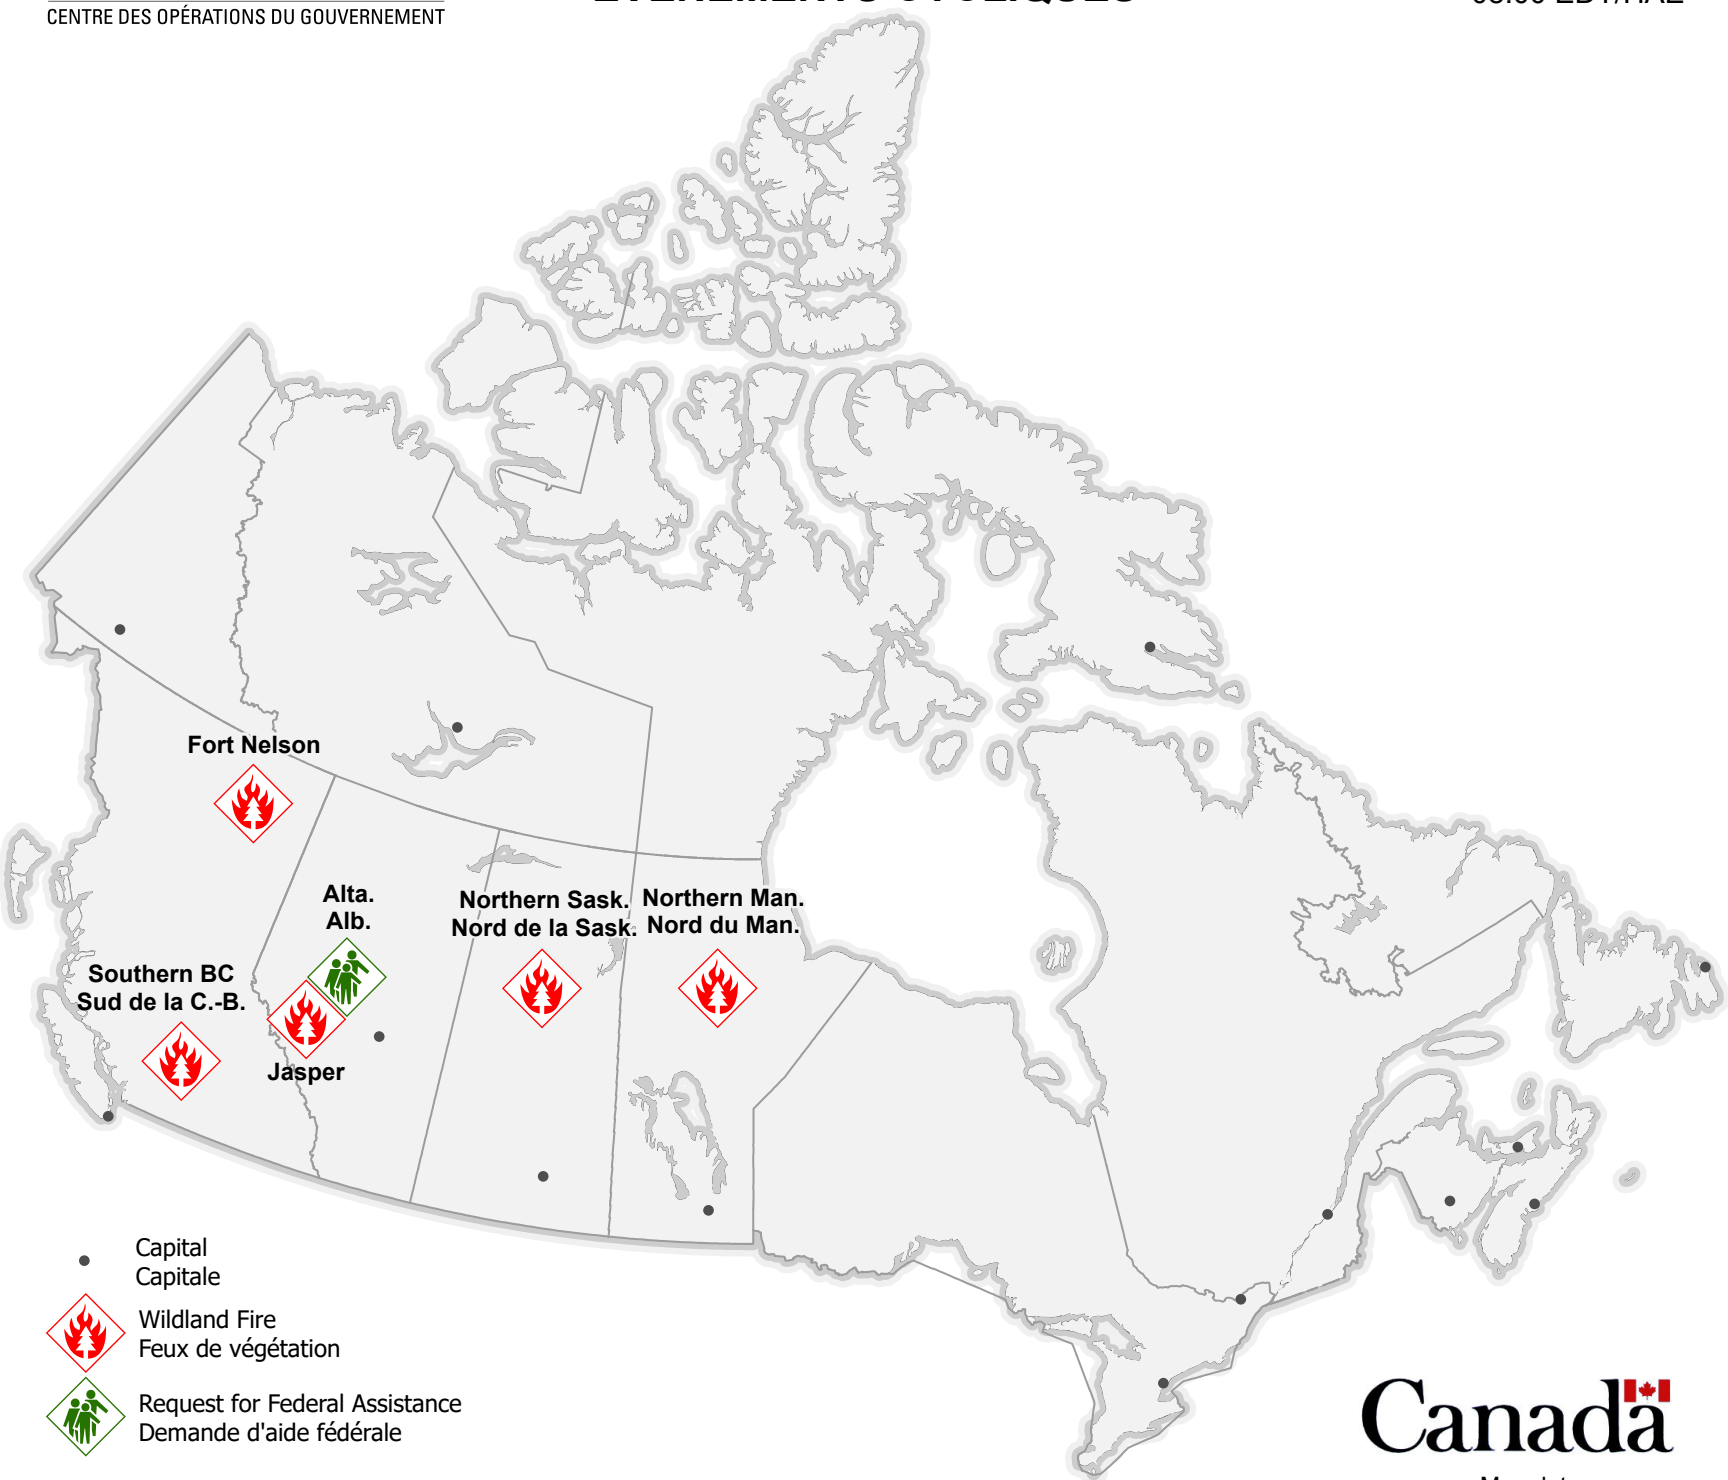 CENTRE DES OPÉRATIONS DU GOUVERNEMENT
ÉVÉNEMENTS CYCLIQUES
Fort Nelson
Alta.
Alb.
Northern Sask.
Nord de la Sask.
Northern Man.
Nord du Man.
Southern BC
Sud de la C.-B.
Jasper
Capital
Capitale
Wildland Fire
Feux de végétation
Request for Federal Assistance
Demande d'aide fédérale
Canada